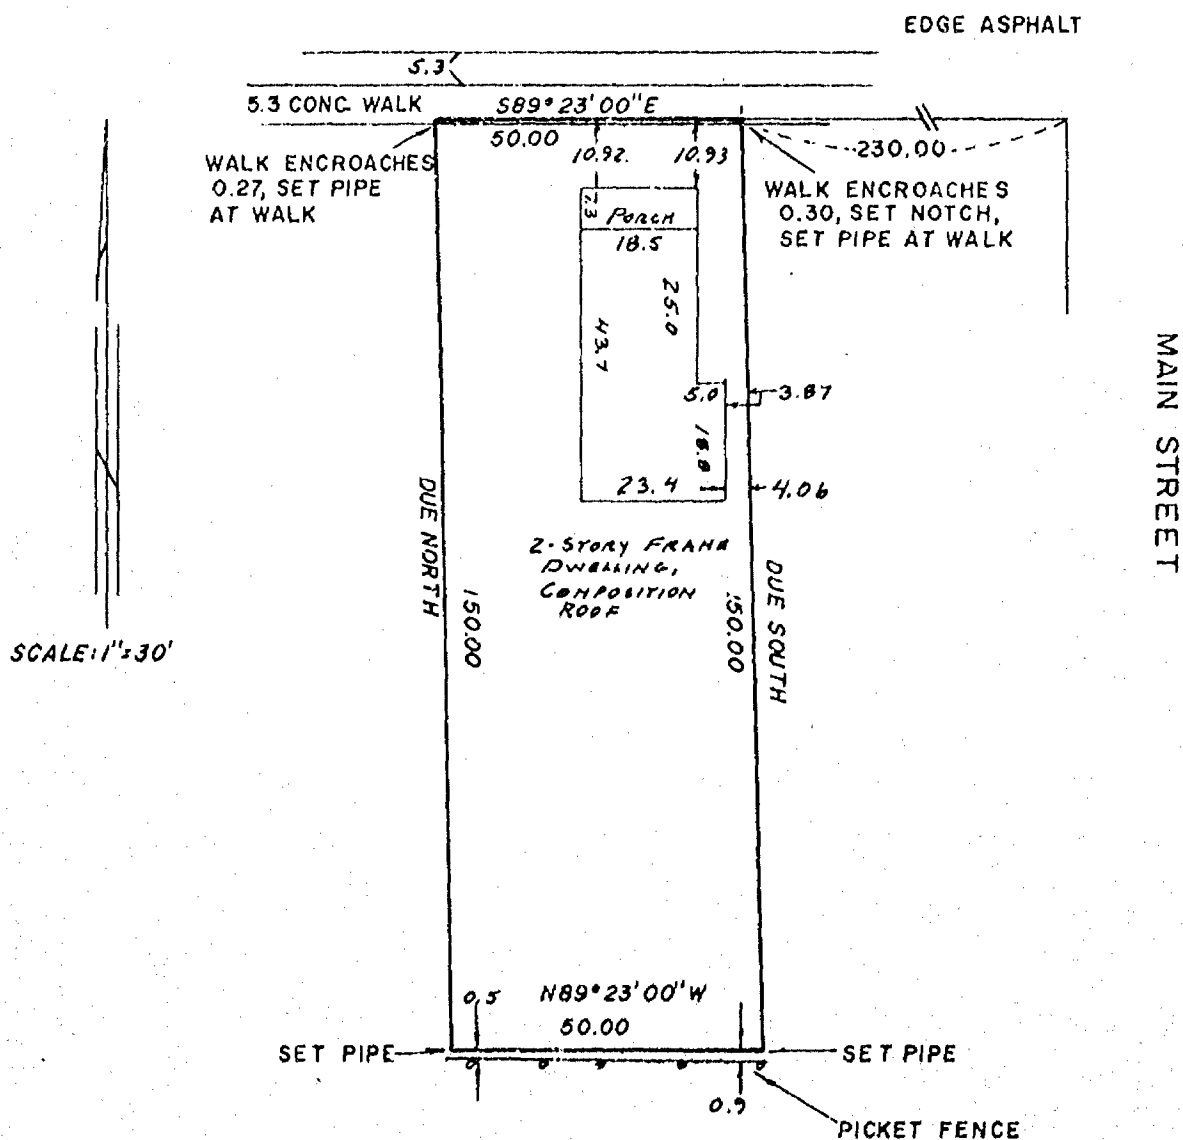 EDGE ASPHALT
5.3
5.3 CONC. WALK
S89°23'00"E
50.00
10.92.
10.93
230.00
WALK ENCROACHES
0.27, SET PIPE
AT WALK
WALK ENCROACHES
0.30, SET NOTCH,
SET PIPE AT WALK
7.3
PORCH
18.5
25.0
43.7
5.0
3.87
18.8
23.4
4.06
MAIN STREET
2-STORY FRAME
DWELLING,
COMPOSITION
ROOF
DUE NORTH
150.00
150.00
DUE SOUTH
SCALE: 1"=30'
0.5
N89°23'00"W
50.00
SET PIPE
SET PIPE
0.9
PICKET FENCE